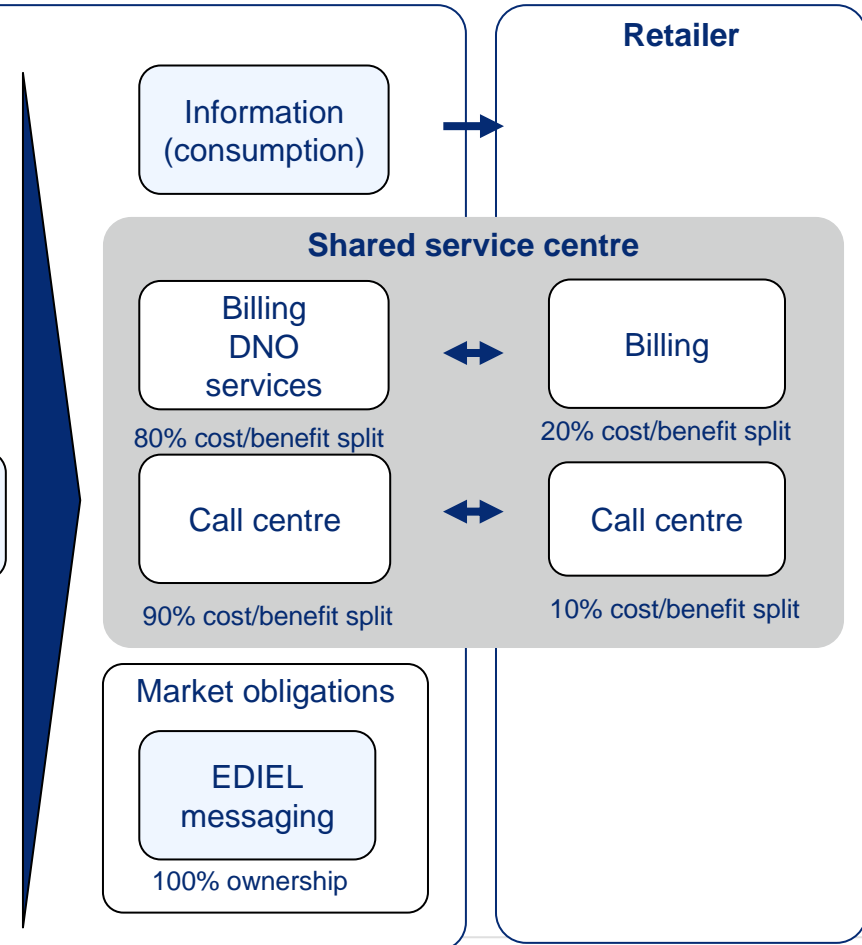 Retailer
Information
(consumption)
Shared service centre
Billing
DNO
services
Billing
80% cost/benefit split
20% cost/benefit split
Call centre
Call centre
90% cost/benefit split
10% cost/benefit split
Market obligations
EDIEL
messaging
100% ownership